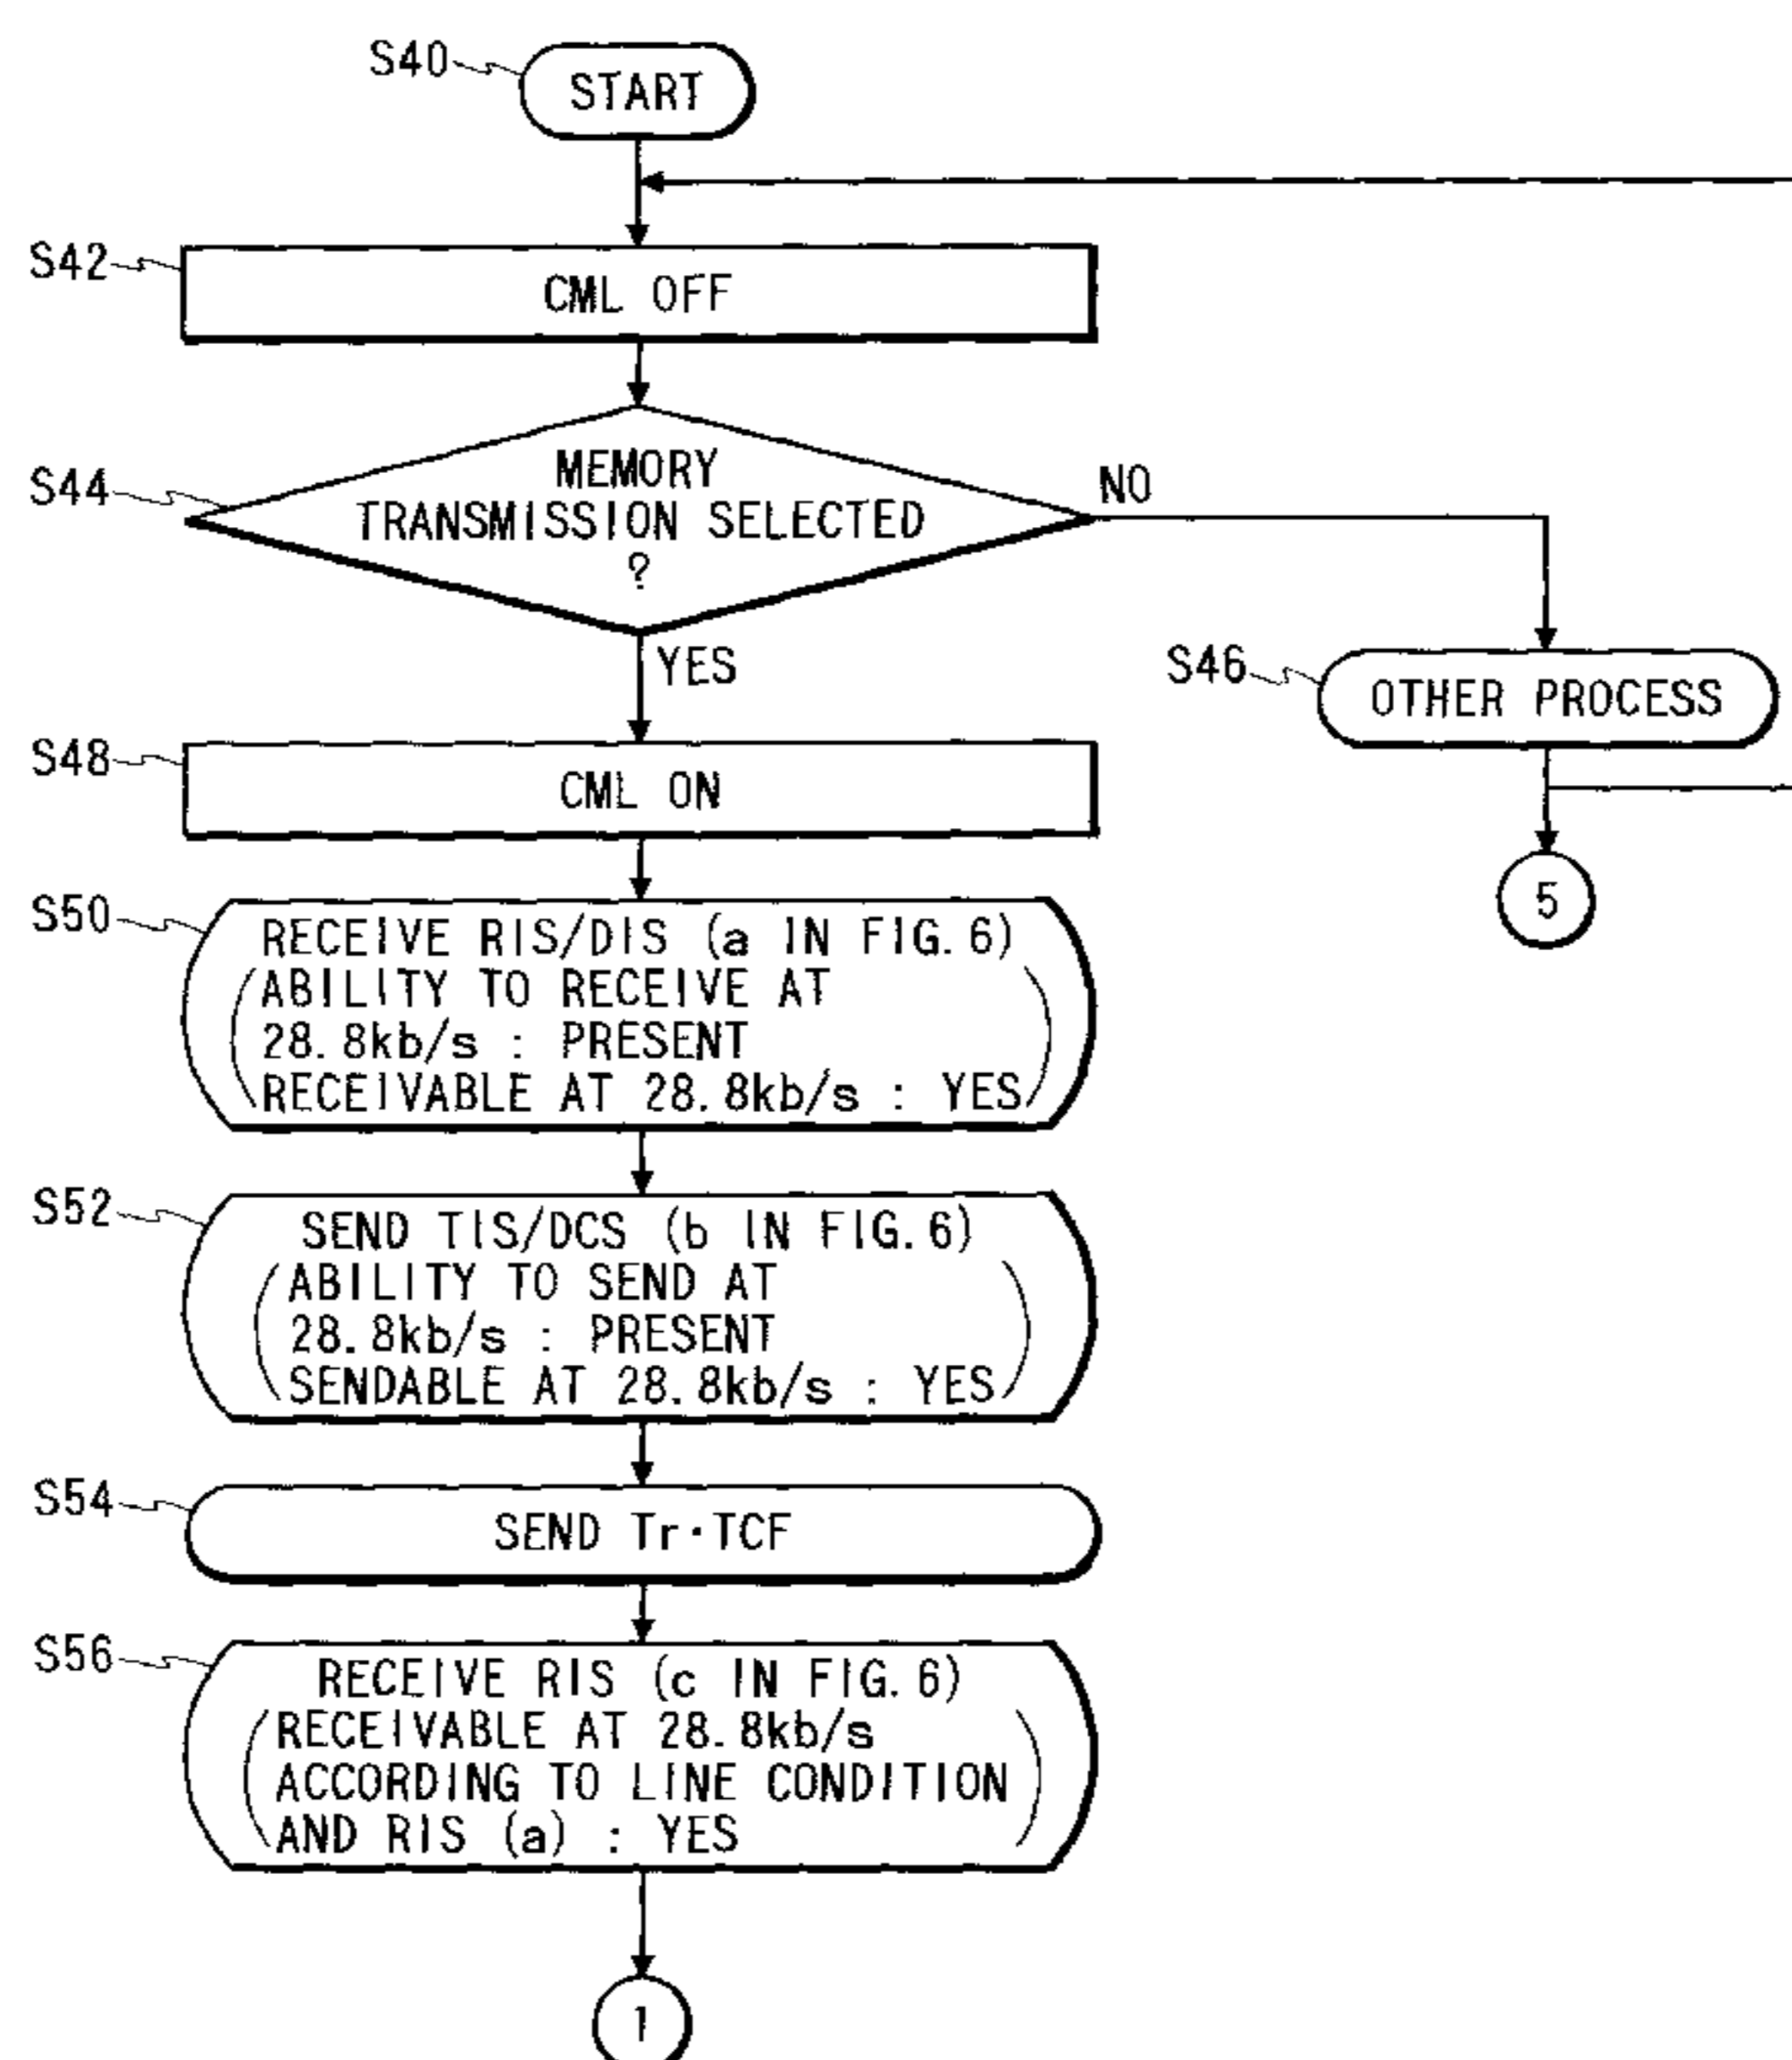 S40
START
S42
CML OFF
S44
MEMORY
TRANSMISSION SELECTED
?
NO
YES
S46
OTHER PROCESS
S48
CML ON
5
S50
RECEIVE RIS/DIS (a IN FIG. 6)
ABILITY TO RECEIVE AT
28.8kb/s : PRESENT
RECEIVABLE AT 28.8kb/s : YES
S52
SEND TIS/DCS (b IN FIG. 6)
ABILITY TO SEND AT
28.8kb/s : PRESENT
SENDABLE AT 28.8kb/s : YES
S54
SEND Tr·TCF
S56
RECEIVE RIS (c IN FIG. 6)
RECEIVABLE AT 28.8kb/s
ACCORDING TO LINE CONDITION
AND RIS (a) : YES
1